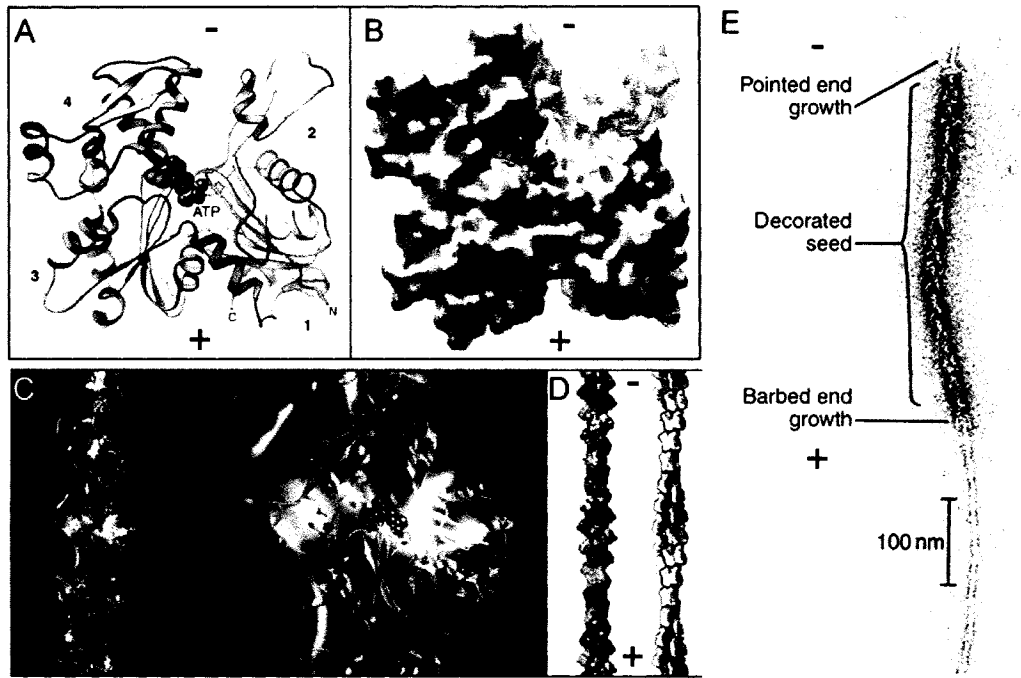 A
-
4
2
ATP
3
C
N
1
+
B
-
+
C
D
-
+
E
-
Pointed end
growth
Decorated
seed
Barbed end
growth
+
100 nm